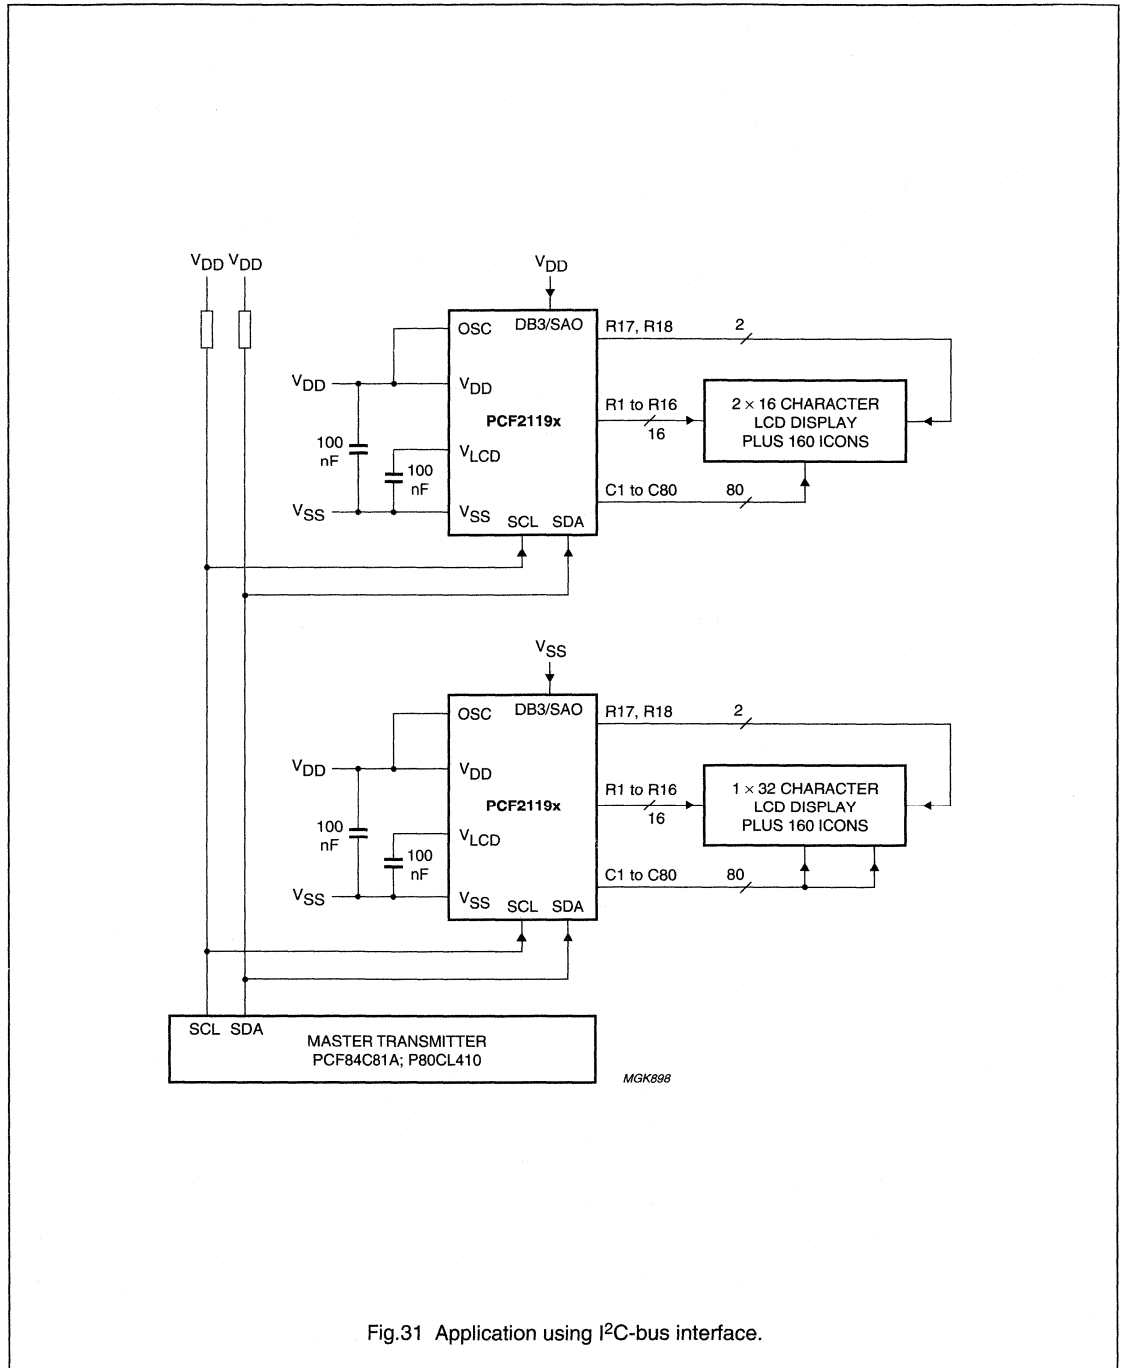 VDD VDD
VDD
OSC DB3/SAO R17, R18 2
VDD VDD
PCF2119x
R1 to R16
16
2 × 16 CHARACTER
LCD DISPLAY
PLUS 160 ICONS
100
nF
VLCD
100
nF
C1 to C80 80
VSS VSS
SCL SDA
VSS
OSC DB3/SAO R17, R18 2
VDD VDD
PCF2119x
R1 to R16
16
1 × 32 CHARACTER
LCD DISPLAY
PLUS 160 ICONS
100
nF
VLCD
100
nF
C1 to C80 80
VSS VSS
SCL SDA
SCL SDA
MASTER TRANSMITTER
PCF84C81A; P80CL410
MGK898
Fig.31 Application using I²C-bus interface.